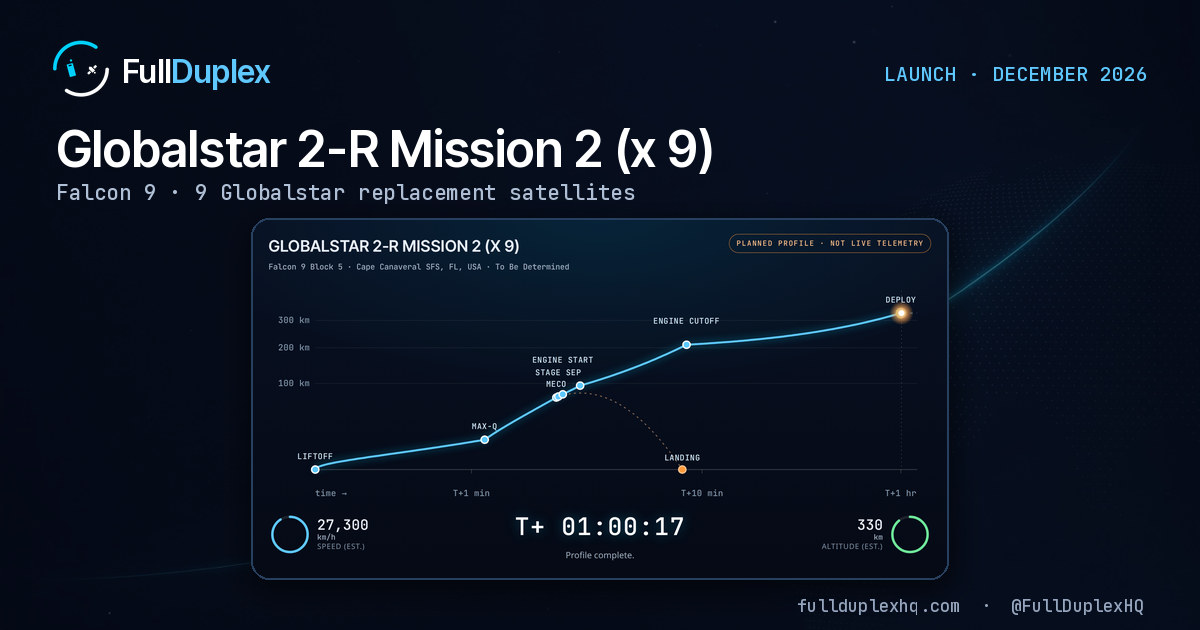 FullDuplex
LAUNCH · DECEMBER 2026
Globalstar 2-R Mission 2 (x 9)
Falcon 9 · 9 Globalstar replacement satellites
GLOBALSTAR 2-R MISSION 2 (X 9)
PLANNED PROFILE · NOT LIVE TELEMETRY
Falcon 9 Block 5 · Cape Canaveral SFS, FL, USA · To Be Determined
DEPLOY
300 km
ENGINE CUTOFF
200 km
ENGINE START
STAGE SEP
100 km
MECO
MAX-Q
LIFTOFF
LANDING
time →
T+1 min
T+10 min
T+1 hr
27,300
km/h
SPEED (EST.)
T+ 01:00:17
Profile complete.
330
km
ALTITUDE (EST.)
fullduplexhq.com · @FullDuplexHQ